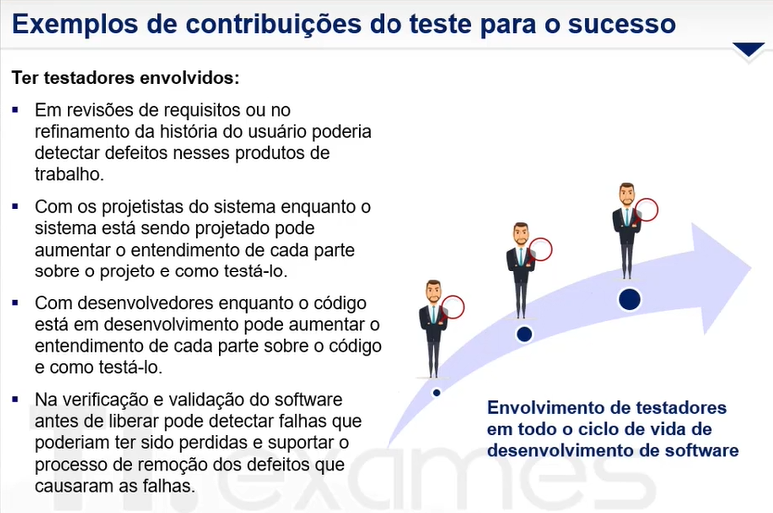 Exemplos de contribuições do teste para o sucesso
Ter testadores envolvidos:
▪ Em revisões de requisitos ou no
refinamento da história do usuário poderia
detectar defeitos nesses produtos de
trabalho.
▪ Com os projetistas do sistema enquanto o
sistema está sendo projetado pode
aumentar o entendimento de cada parte
sobre o projeto e como testá-lo.
▪ Com desenvolvedores enquanto o código
está em desenvolvimento pode aumentar o
entendimento de cada parte sobre o código
e como testá-lo.
▪ Na verificação e validação do software
antes de liberar pode detectar falhas que
poderiam ter sido perdidas e suportar o
processo de remoção dos defeitos que
causaram as falhas.
Envolvimento de testadores
em todo o ciclo de vida de
desenvolvimento de software
TI.exames